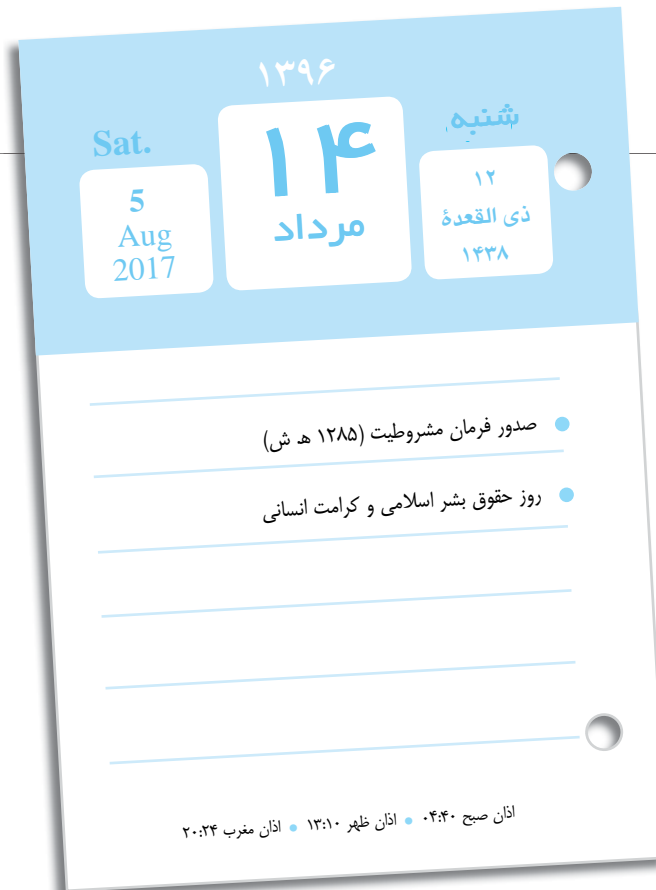 ۱۳۹۶
شنبه
۱۴
مرداد
Sat.
۱۲
ذی القعدة
۱۴۳۸
5
Aug
2017
صدور فرمان مشروطیت (۱۲۸۵ ه ش)
روز حقوق بشر اسلامی و کرامت انسانی
اذان صبح ۰۴:۴۰ • اذان ظهر ۱۳:۱۰ • اذان مغرب ۲۰:۲۴